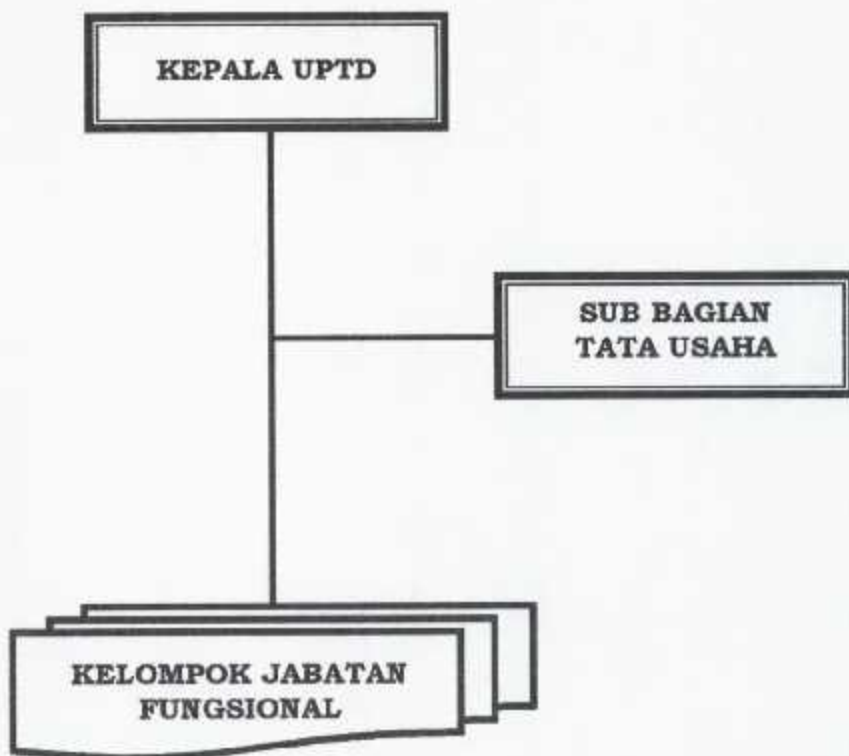 KEPALA UPTD
SUB BAGIAN
TATA USAHA
KELOMPOK JABATAN
FUNGSIONAL